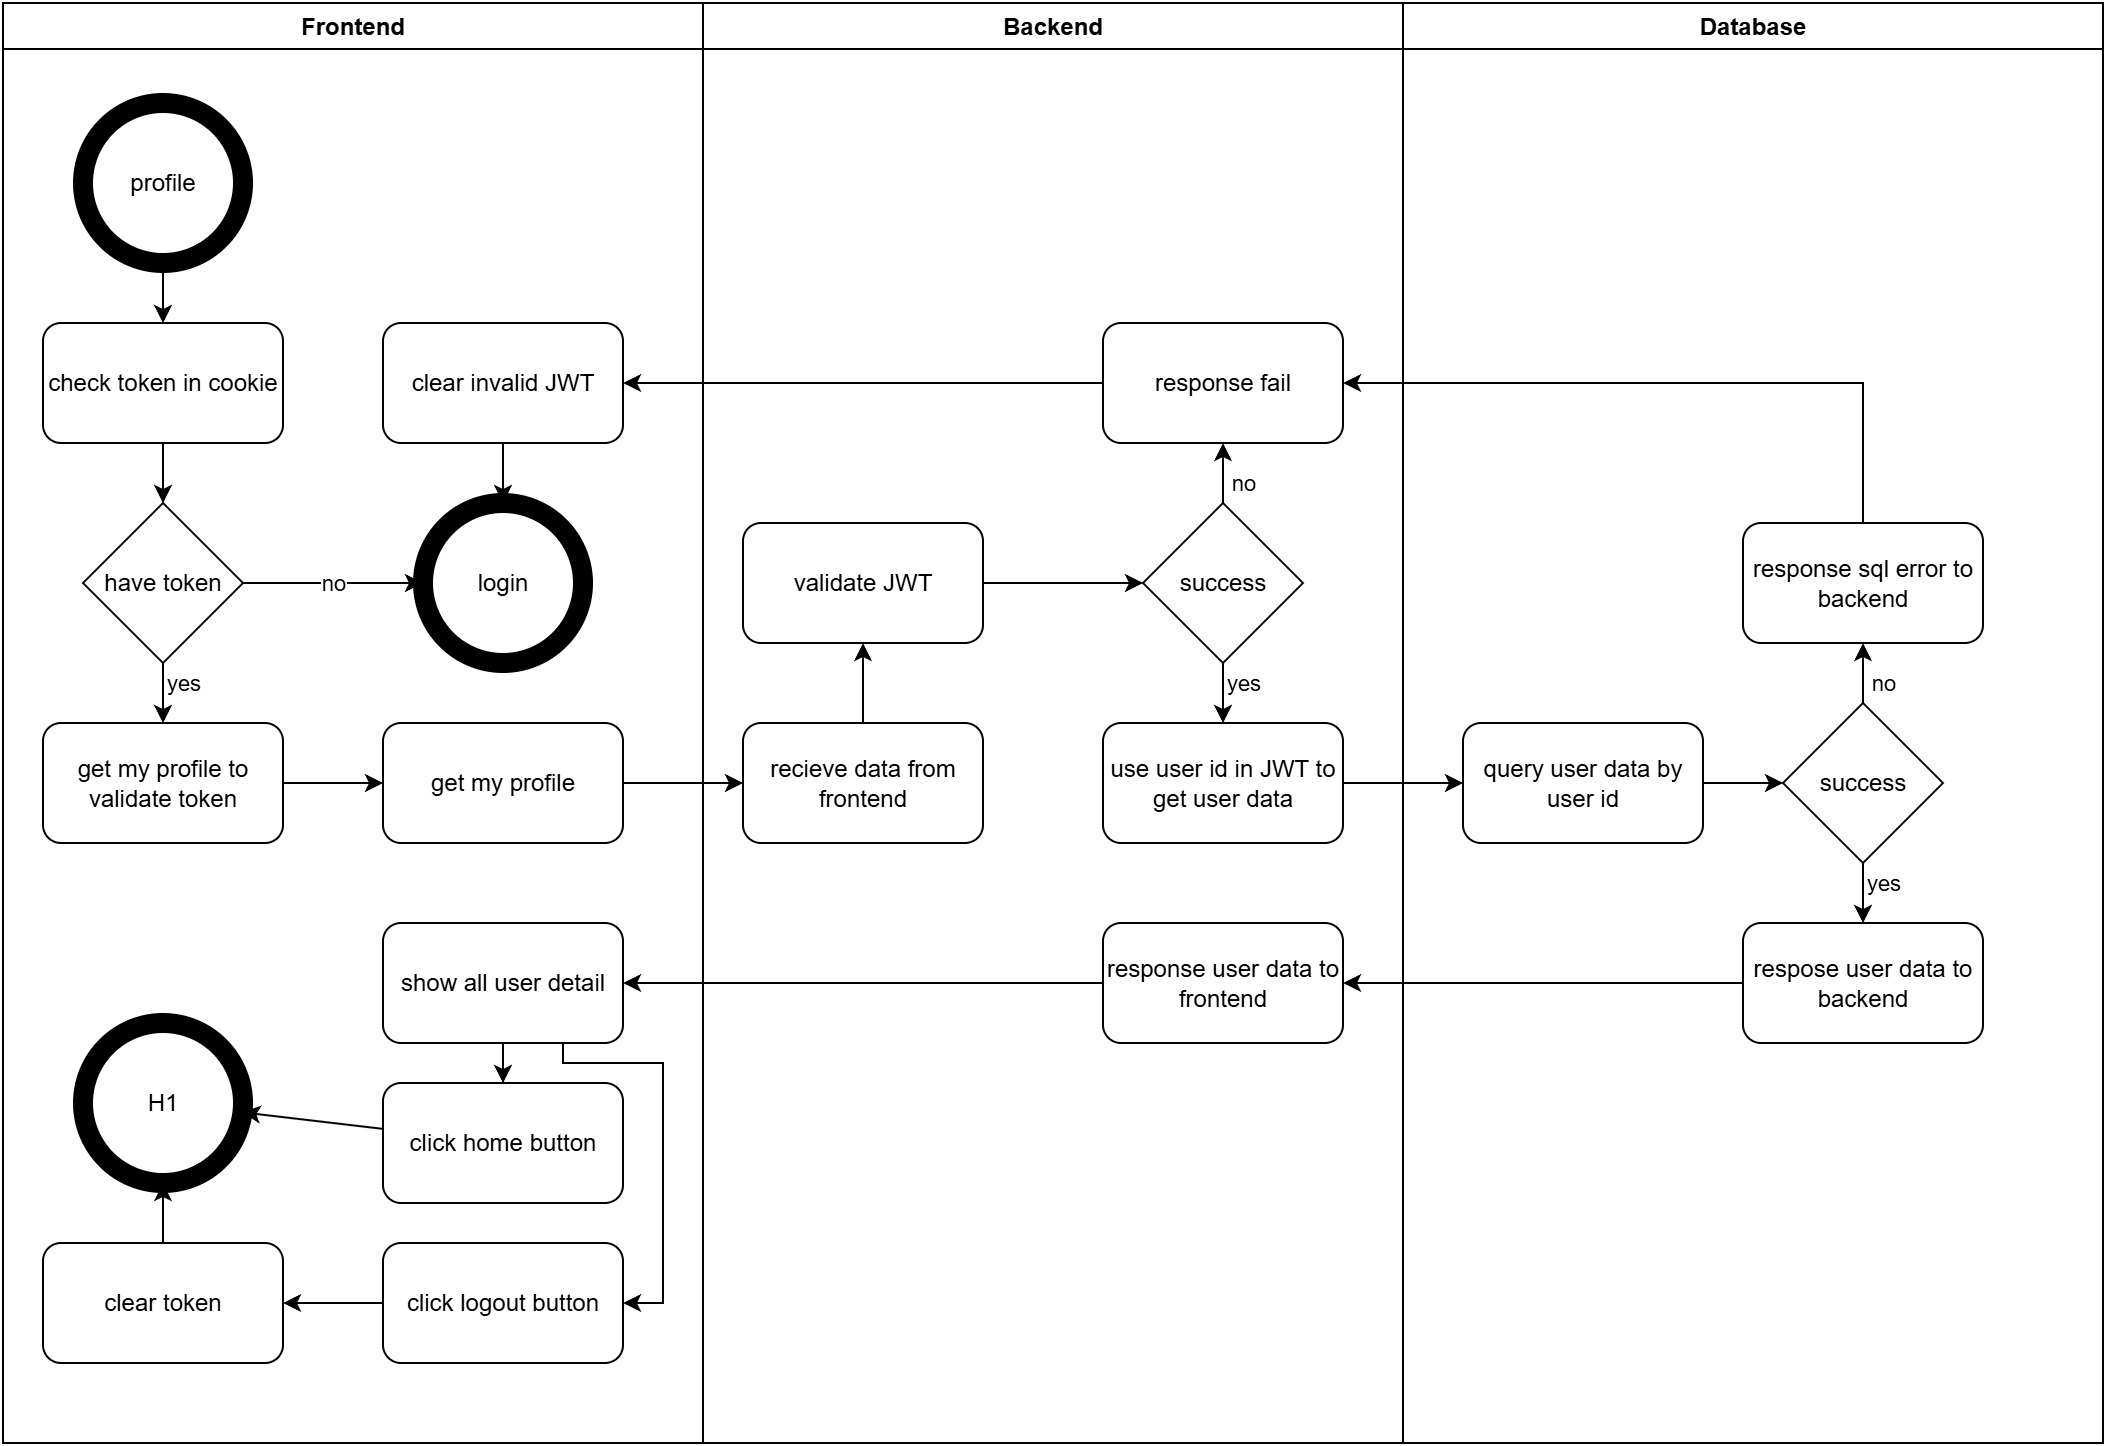 Frontend
Backend
Database
profile
check token in cookie
clear invalid JWT
response fail
no
have token
no
login
validate JWT
success
response sql error to
backend
yes
yes
no
get my profile to
validate token
get my profile
recieve data from
frontend
use user id in JWT to
get user data
query user data by
user id
success
yes
show all user detail
response user data to
frontend
respose user data to
backend
H1
click home button
clear token
click logout button